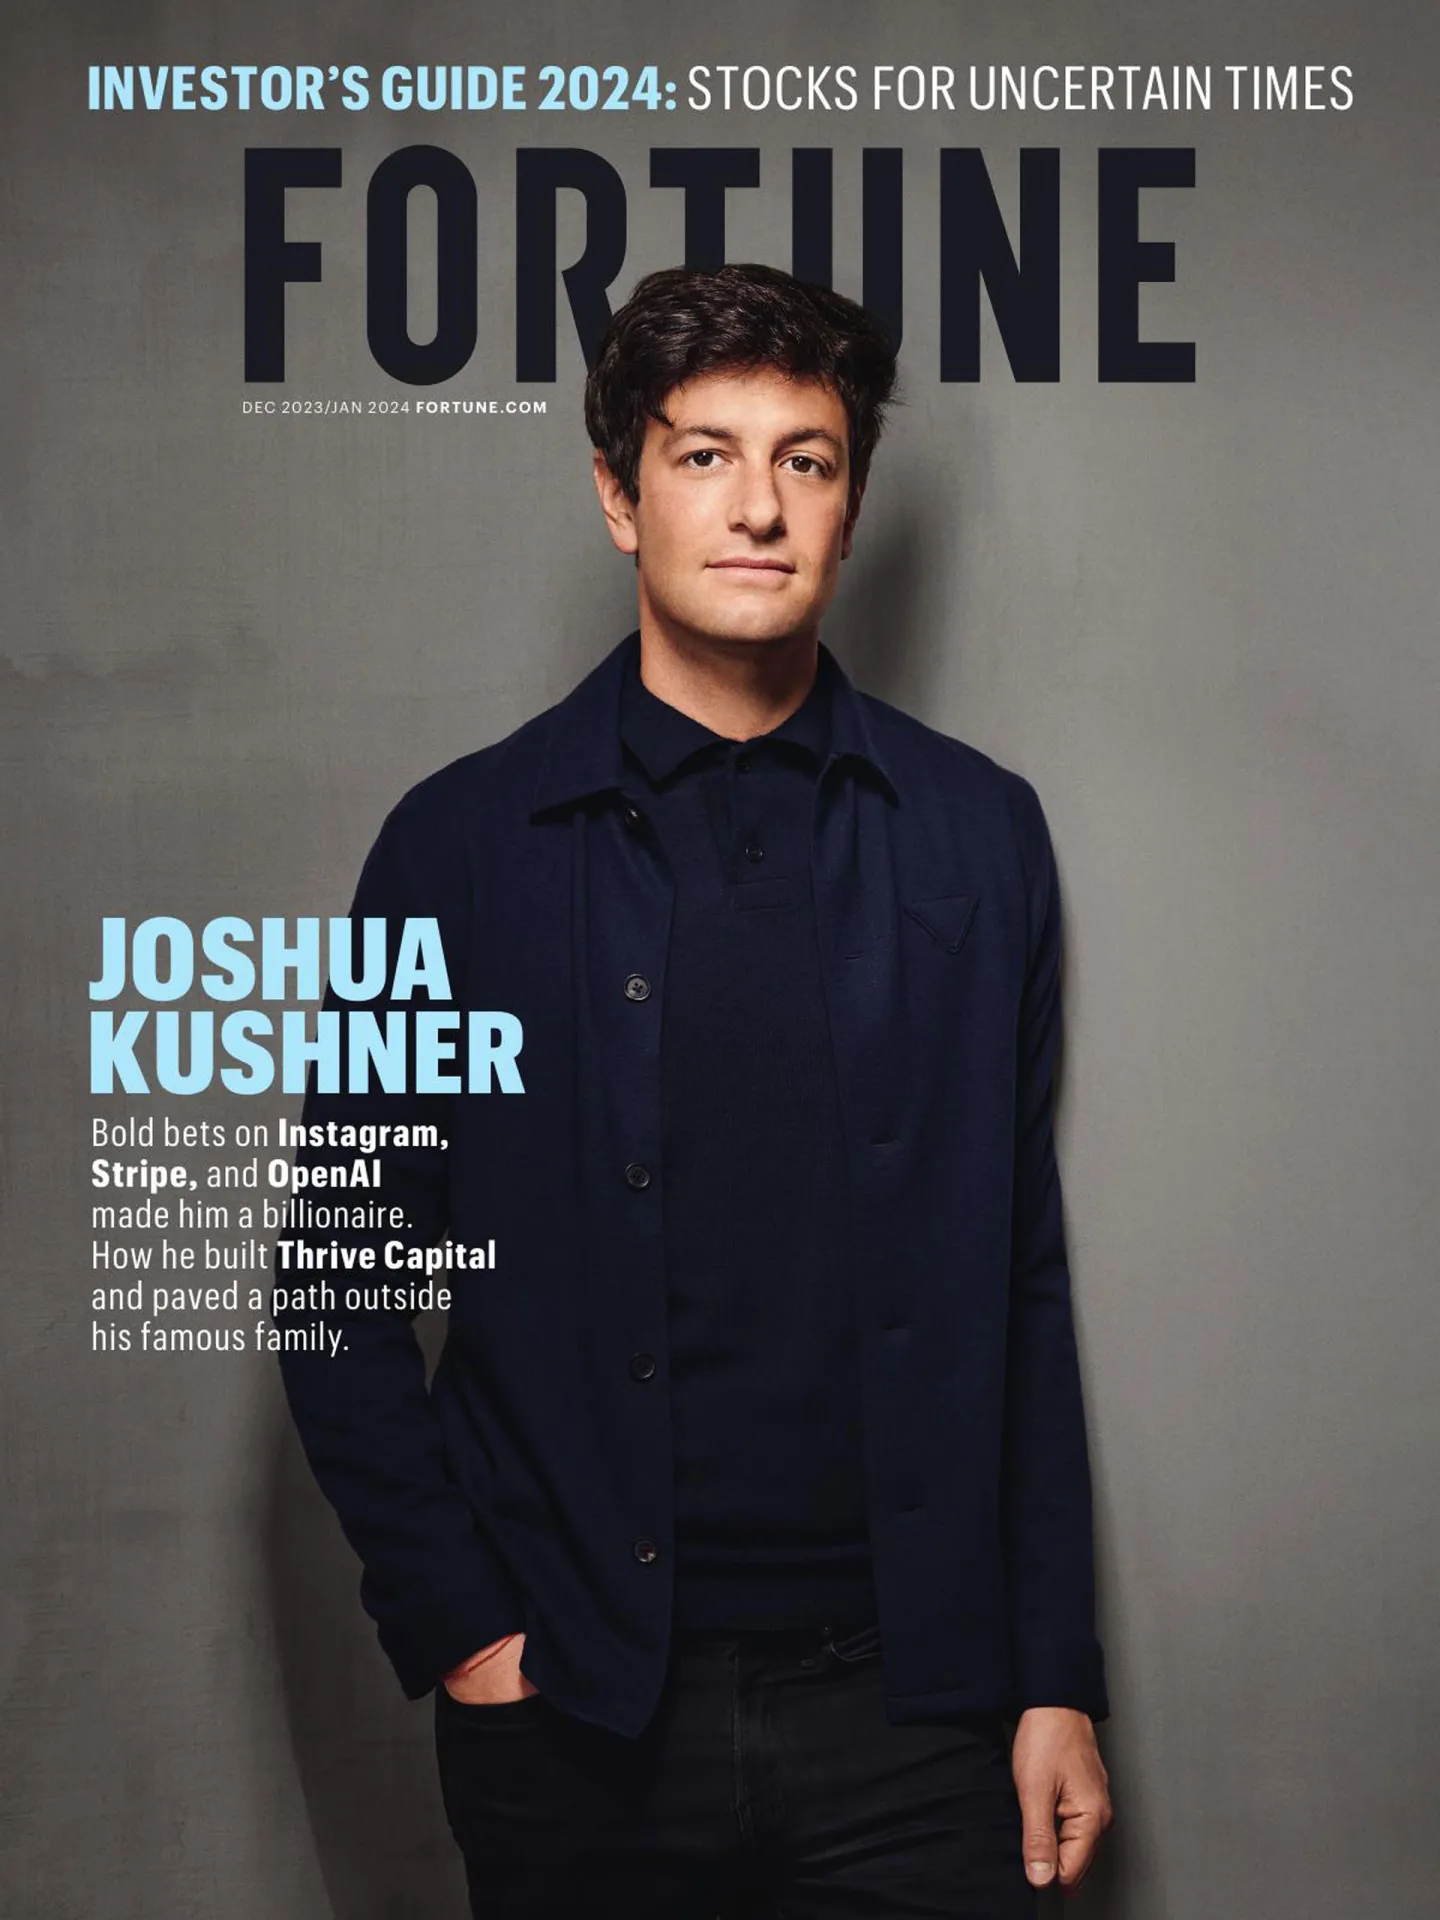 INVESTOR’S GUIDE 2024: STOCKS FOR UNCERTAIN TIMES
FORTUNE
DEC 2023/JAN 2024 FORTUNE.COM
JOSHUA
KUSHNER
Bold bets on Instagram,
Stripe, and OpenAI
made him a billionaire.
How he built Thrive Capital
and paved a path outside
his famous family.